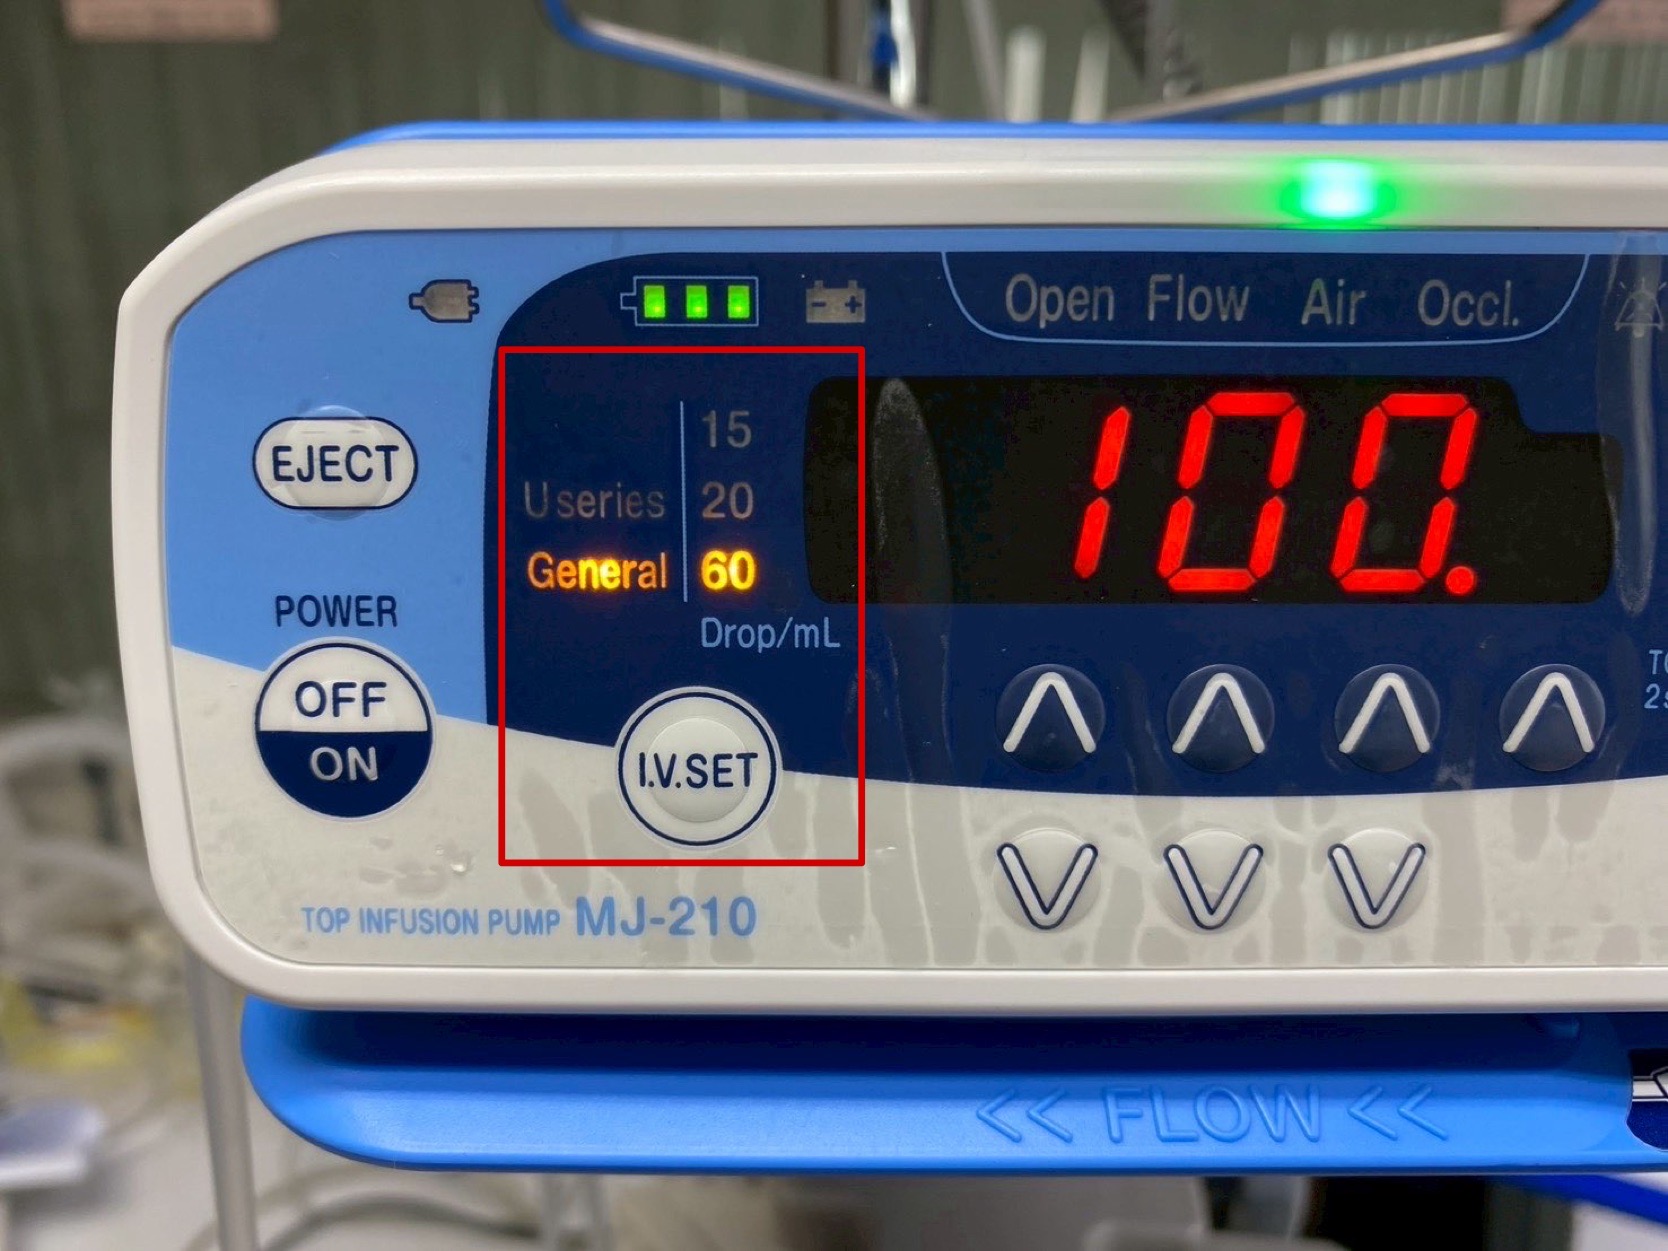 Open Flow Air Occl.
EJECT
15
U series 20
General 60
Drop/mL
100.
POWER
OFF
ON
I.V.SET
TOP INFUSION PUMP MJ-210
<< FLOW <<